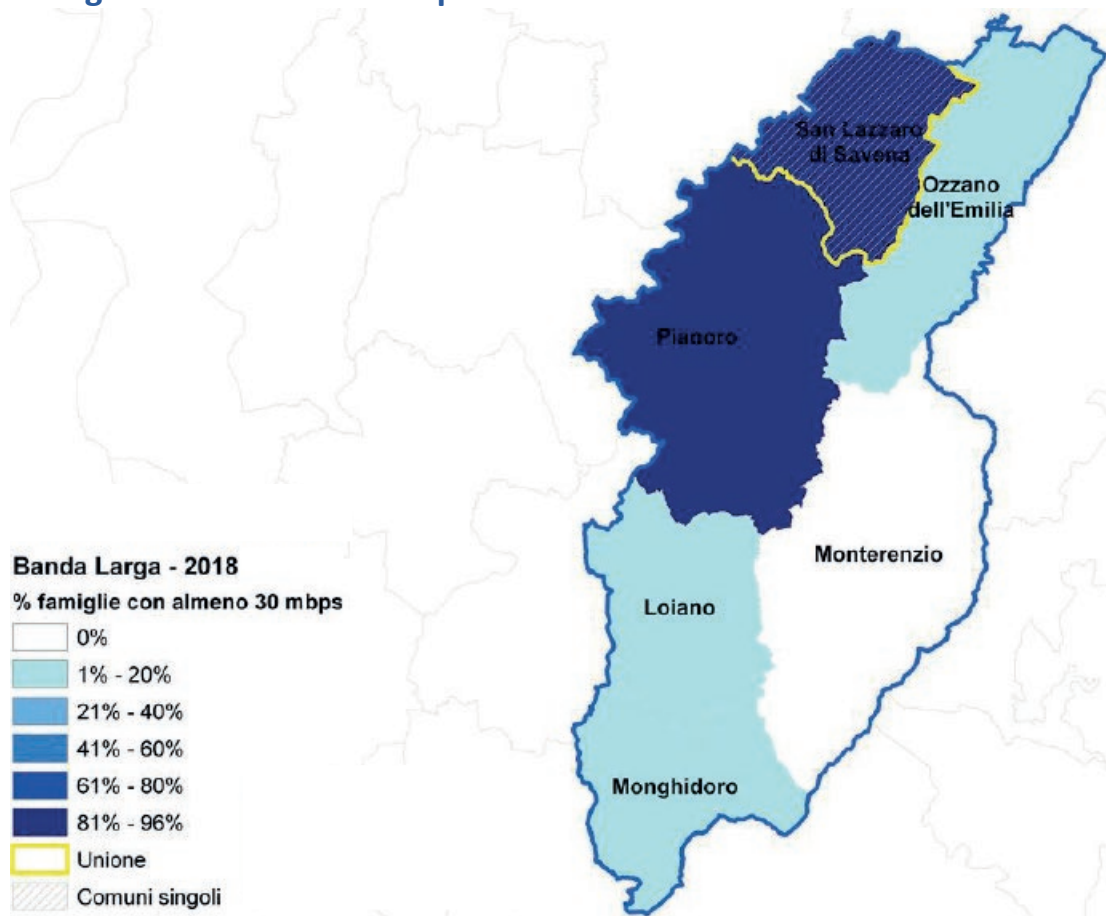 San Lazzaro
di Savena
Ozzano
dell'Emilia
Pianoro
Monterenzio
Loiano
Monghidoro
Banda Larga - 2018
% famiglie con almeno 30 mbps
0%
1% - 20%
21% - 40%
41% - 60%
61% - 80%
81% - 96%
Unione
Comuni singoli